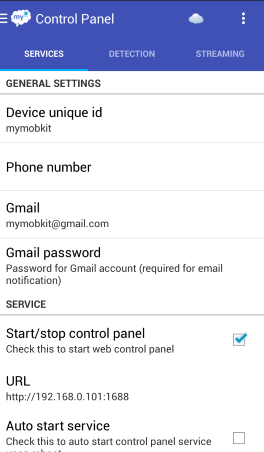 my
Control Panel
SERVICES DETECTION STREAMING
GENERAL SETTINGS
Device unique id
mymobkit
Phone number
Gmail
mymobkit@gmail.com
Gmail password
Password for Gmail account (required for email
notification)
SERVICE
Start/stop control panel
Check this to start web control panel
URL
http://192.168.0.101:1688
Auto start service
Check this to auto start control panel service
upon reboot